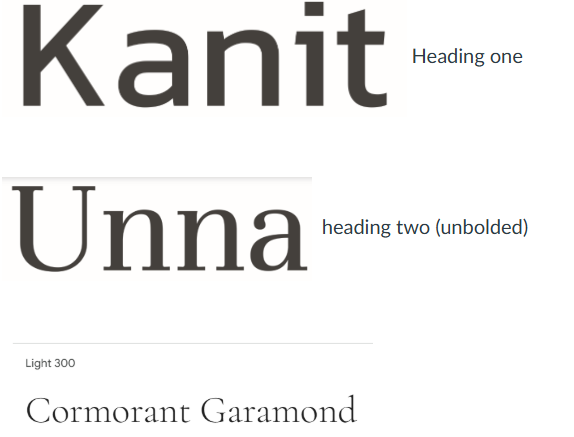 Kanit Heading one
Unna heading two (unbolded)
Light 300
Cormorant Garamond